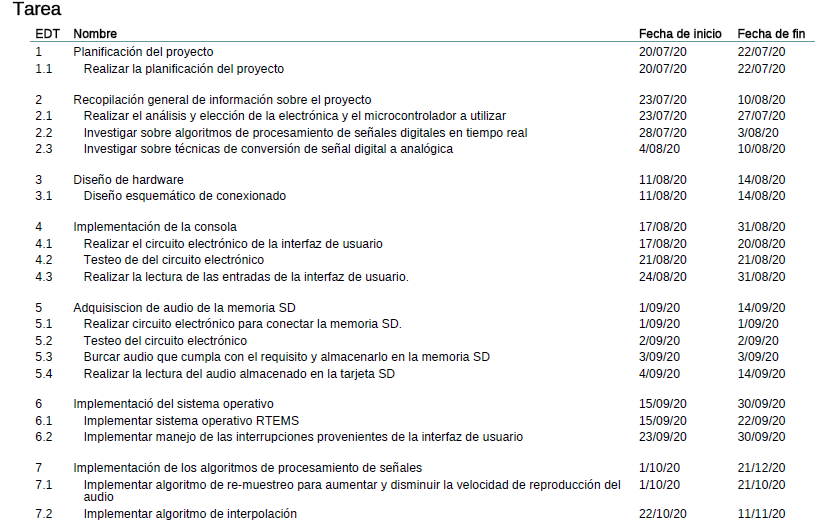 Tarea
EDT Nombre Fecha de inicio Fecha de fin
1 Planificación del proyecto 20/07/20 22/07/20
1.1 Realizar la planificación del proyecto 20/07/20 22/07/20
2 Recopilación general de información sobre el proyecto 23/07/20 10/08/20
2.1 Realizar el análisis y elección de la electrónica y el microcontrolador a utilizar 23/07/20 27/07/20
2.2 Investigar sobre algoritmos de procesamiento de señales digitales en tiempo real 28/07/20 3/08/20
2.3 Investigar sobre técnicas de conversión de señal digital a analógica 4/08/20 10/08/20
3 Diseño de hardware 11/08/20 14/08/20
3.1 Diseño esquemático de conexionado 11/08/20 14/08/20
4 Implementación de la consola 17/08/20 31/08/20
4.1 Realizar el circuito electrónico de la interfaz de usuario 17/08/20 20/08/20
4.2 Testeo de del circuito electrónico 21/08/20 21/08/20
4.3 Realizar la lectura de las entradas de la interfaz de usuario. 24/08/20 31/08/20
5 Adquisiscion de audio de la memoria SD 1/09/20 14/09/20
5.1 Realizar circuito electrónico para conectar la memoria SD. 1/09/20 1/09/20
5.2 Testeo del circuito electrónico 2/09/20 2/09/20
5.3 Burcar audio que cumpla con el requisito y almacenarlo en la memoria SD 3/09/20 3/09/20
5.4 Realizar la lectura del audio almacenado en la tarjeta SD 4/09/20 14/09/20
6 Implementació del sistema operativo 15/09/20 30/09/20
6.1 Implementar sistema operativo RTEMS 15/09/20 22/09/20
6.2 Implementar manejo de las interrupciones provenientes de la interfaz de usuario 23/09/20 30/09/20
7 Implementación de los algoritmos de procesamiento de señales 1/10/20 21/12/20
7.1 Implementar algoritmo de re-muestreo para aumentar y disminuir la velocidad de reproducción del 1/10/20 21/10/20
audio
7.2 Implementar algoritmo de interpolación 22/10/20 11/11/20